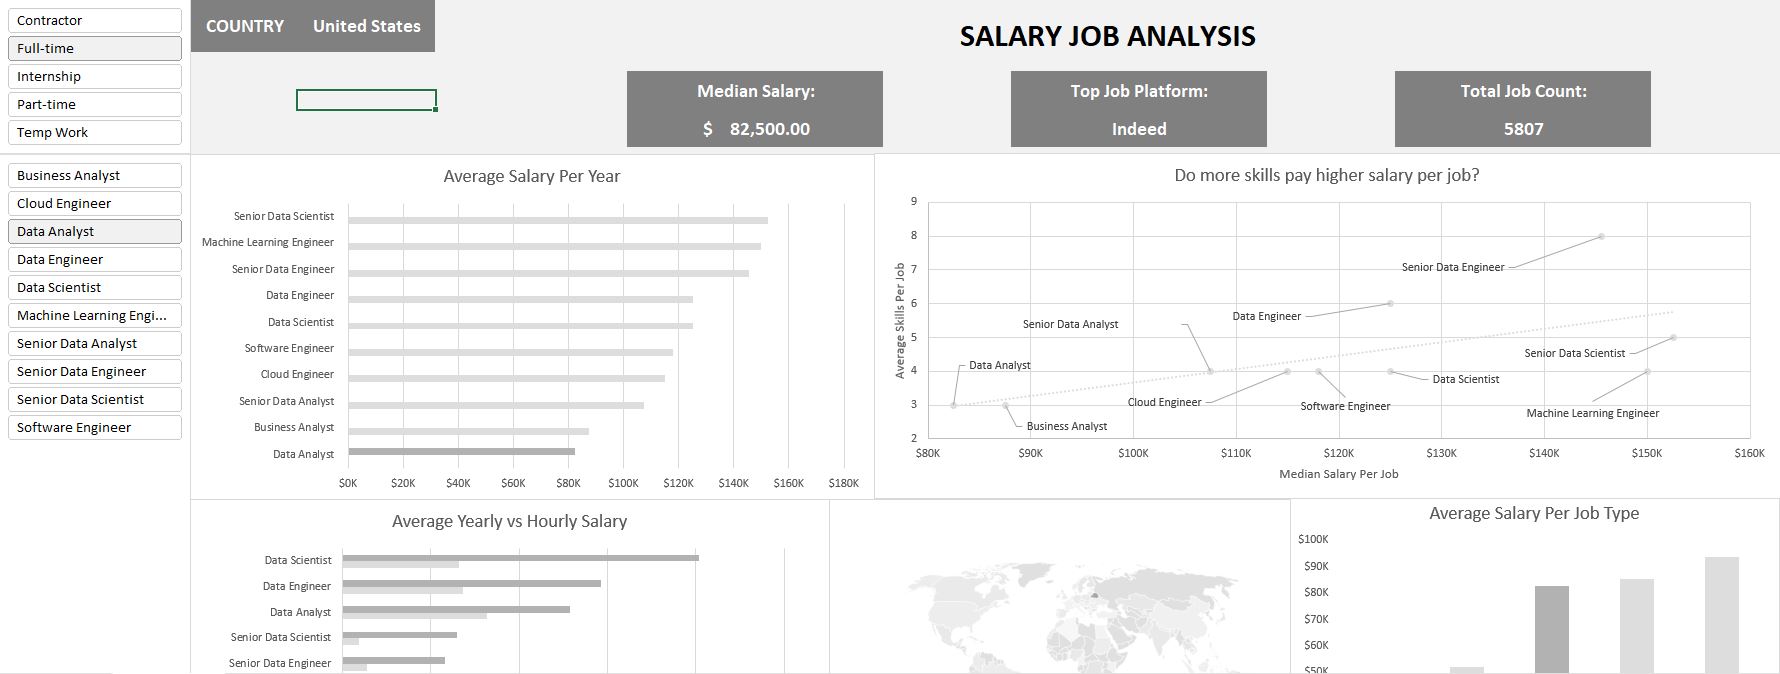 Contractor
Full-time
Internship
Part-time
Temp Work
Business Analyst
Cloud Engineer
Data Analyst
Data Engineer
Data Scientist
Machine Learning Engi...
Senior Data Analyst
Senior Data Engineer
Senior Data Scientist
Software Engineer
COUNTRY United States
SALARY JOB ANALYSIS
Median Salary:
$ 82,500.00
Top Job Platform:
Indeed
Total Job Count:
5807
Average Salary Per Year
Senior Data Scientist
Machine Learning Engineer
Senior Data Engineer
Data Engineer
Data Scientist
Software Engineer
Cloud Engineer
Senior Data Analyst
Business Analyst
Data Analyst
$0K $20K $40K $60K $80K $100K $120K $140K $160K $180K
Do more skills pay higher salary per job?
Average Skills Per Job
9
8
7
6
5
4
3
2
Senior Data Engineer
Data Engineer
Senior Data Analyst
Senior Data Scientist
Data Analyst
Data Scientist
Cloud Engineer
Software Engineer
Machine Learning Engineer
Business Analyst
$80K $90K $100K $110K $120K $130K $140K $150K $160K
Median Salary Per Job
Average Yearly vs Hourly Salary
Data Scientist
Data Engineer
Data Analyst
Senior Data Scientist
Senior Data Engineer
Average Salary Per Job Type
$100K
$90K
$80K
$70K
$60K
$50K